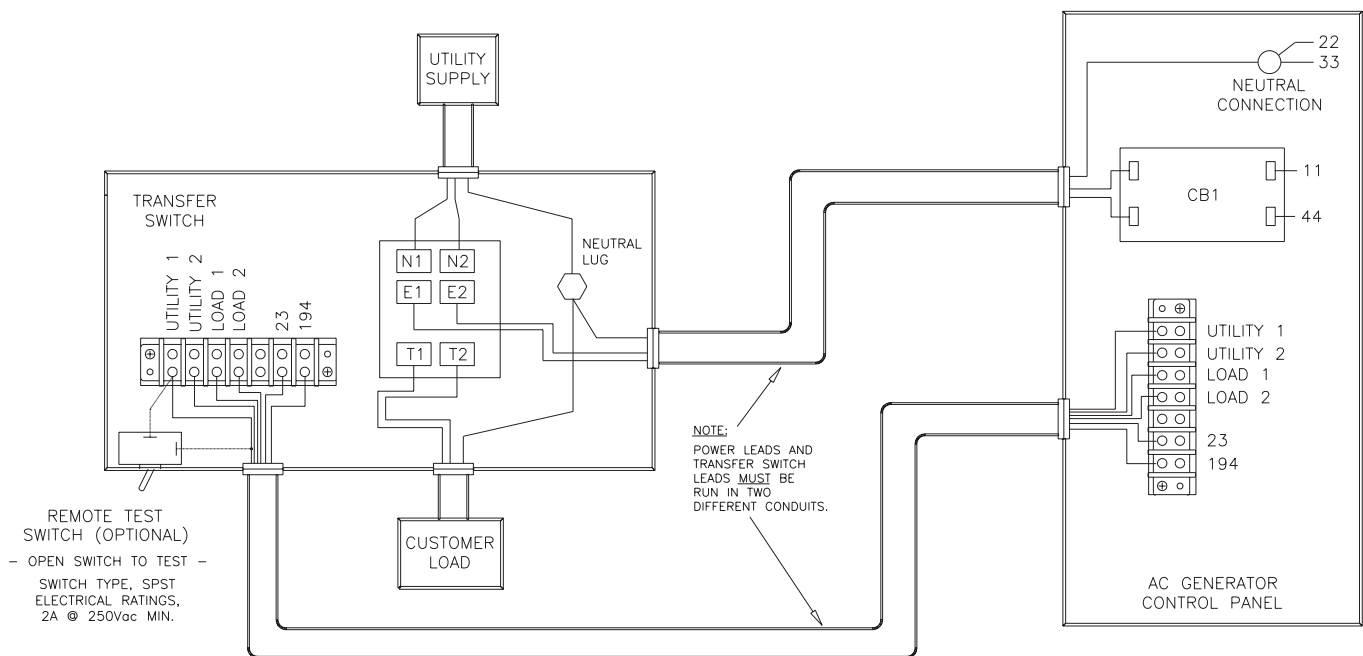 UTILITY
SUPPLY
TRANSFER
SWITCH
UTILITY 1
UTILITY 2
LOAD 1
LOAD 2
23
194
N1
N2
E1
E2
T1
T2
NEUTRAL
LUG
REMOTE TEST
SWITCH (OPTIONAL)
– OPEN SWITCH TO TEST –
SWITCH TYPE, SPST
ELECTRICAL RATINGS,
2A @ 250Vac MIN.
CUSTOMER
LOAD
NOTE:
POWER LEADS AND
TRANSFER SWITCH
LEADS MUST BE
RUN IN TWO
DIFFERENT CONDUITS.
22
33
NEUTRAL
CONNECTION
CB1
11
44
UTILITY 1
UTILITY 2
LOAD 1
LOAD 2
23
194
AC GENERATOR
CONTROL PANEL